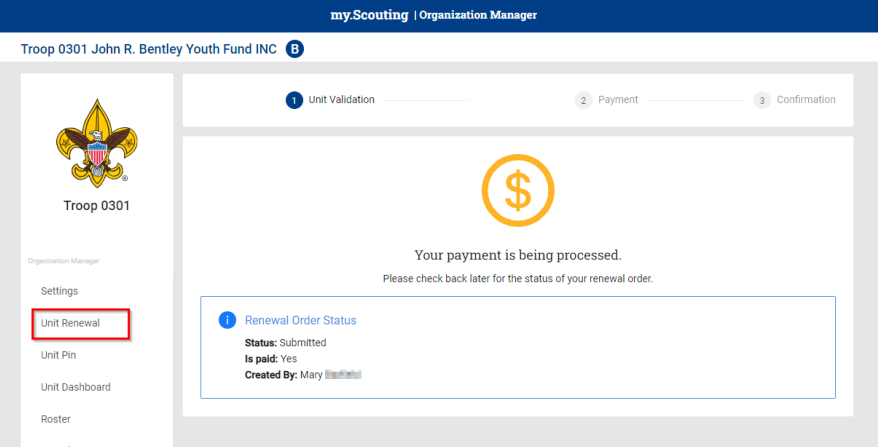 my.Scouting | Organization Manager
Troop 0301 John R. Bentley Youth Fund INC B
1 Unit Validation 2 Payment 3 Confirmation
Troop 0301
Organization Manager
Settings
Unit Renewal
Unit Pin
Unit Dashboard
Roster
$
Your payment is being processed.
Please check back later for the status of your renewal order.
i Renewal Order Status
Status: Submitted
Is paid: Yes
Created By: Mary